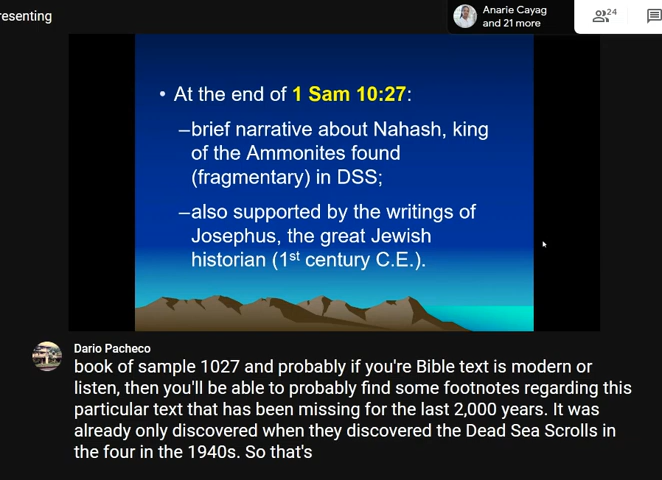 resenting
Anarie Cayag
and 21 more
24
• At the end of 1 Sam 10:27:
–brief narrative about Nahash, king
of the Ammonites found
(fragmentary) in DSS;
–also supported by the writings of
Josephus, the great Jewish
historian (1st century C.E.).
Dario Pacheco
book of sample 1027 and probably if you're Bible text is modern or
listen, then you'll be able to probably find some footnotes regarding this
particular text that has been missing for the last 2,000 years. It was
already only discovered when they discovered the Dead Sea Scrolls in
the four in the 1940s. So that's